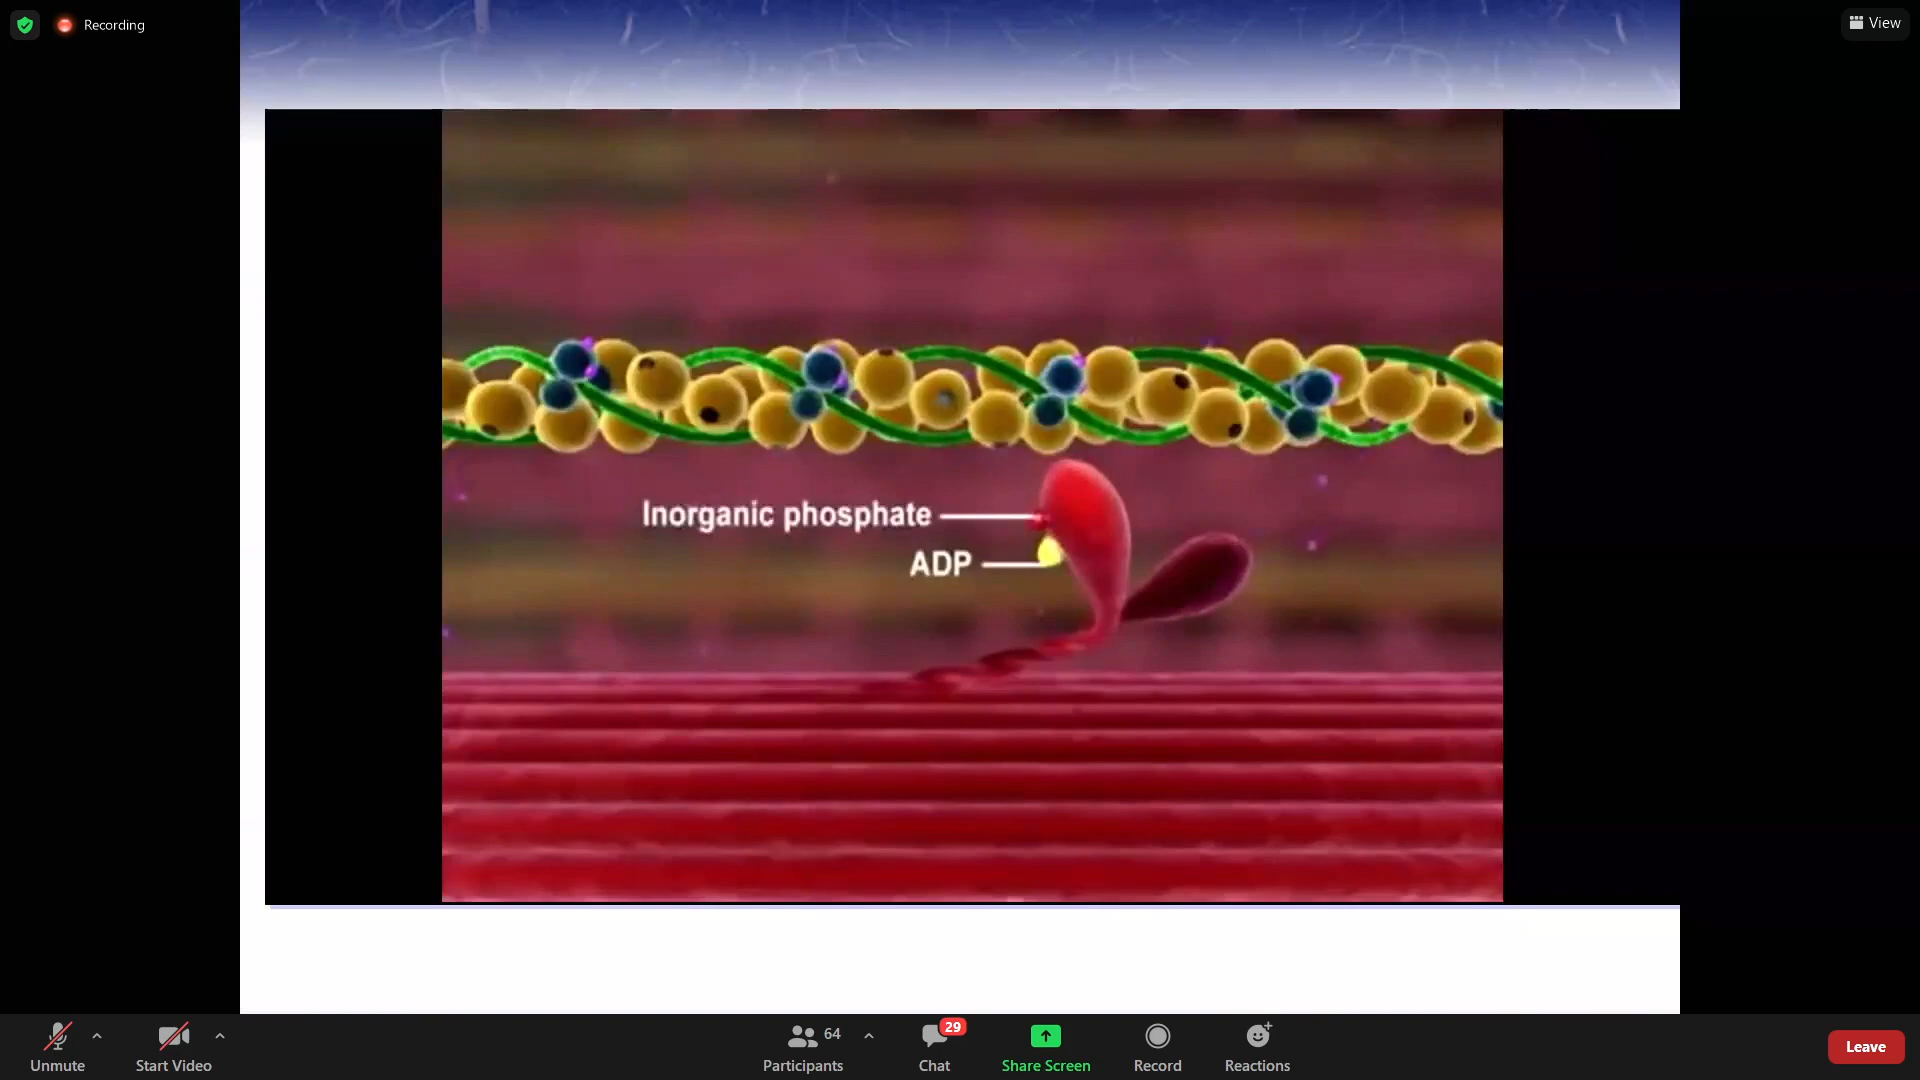 Recording
View
Inorganic phosphate
ADP
Unmute
Start Video
64
Participants
29
Chat
Share Screen
Record
Reactions
Leave